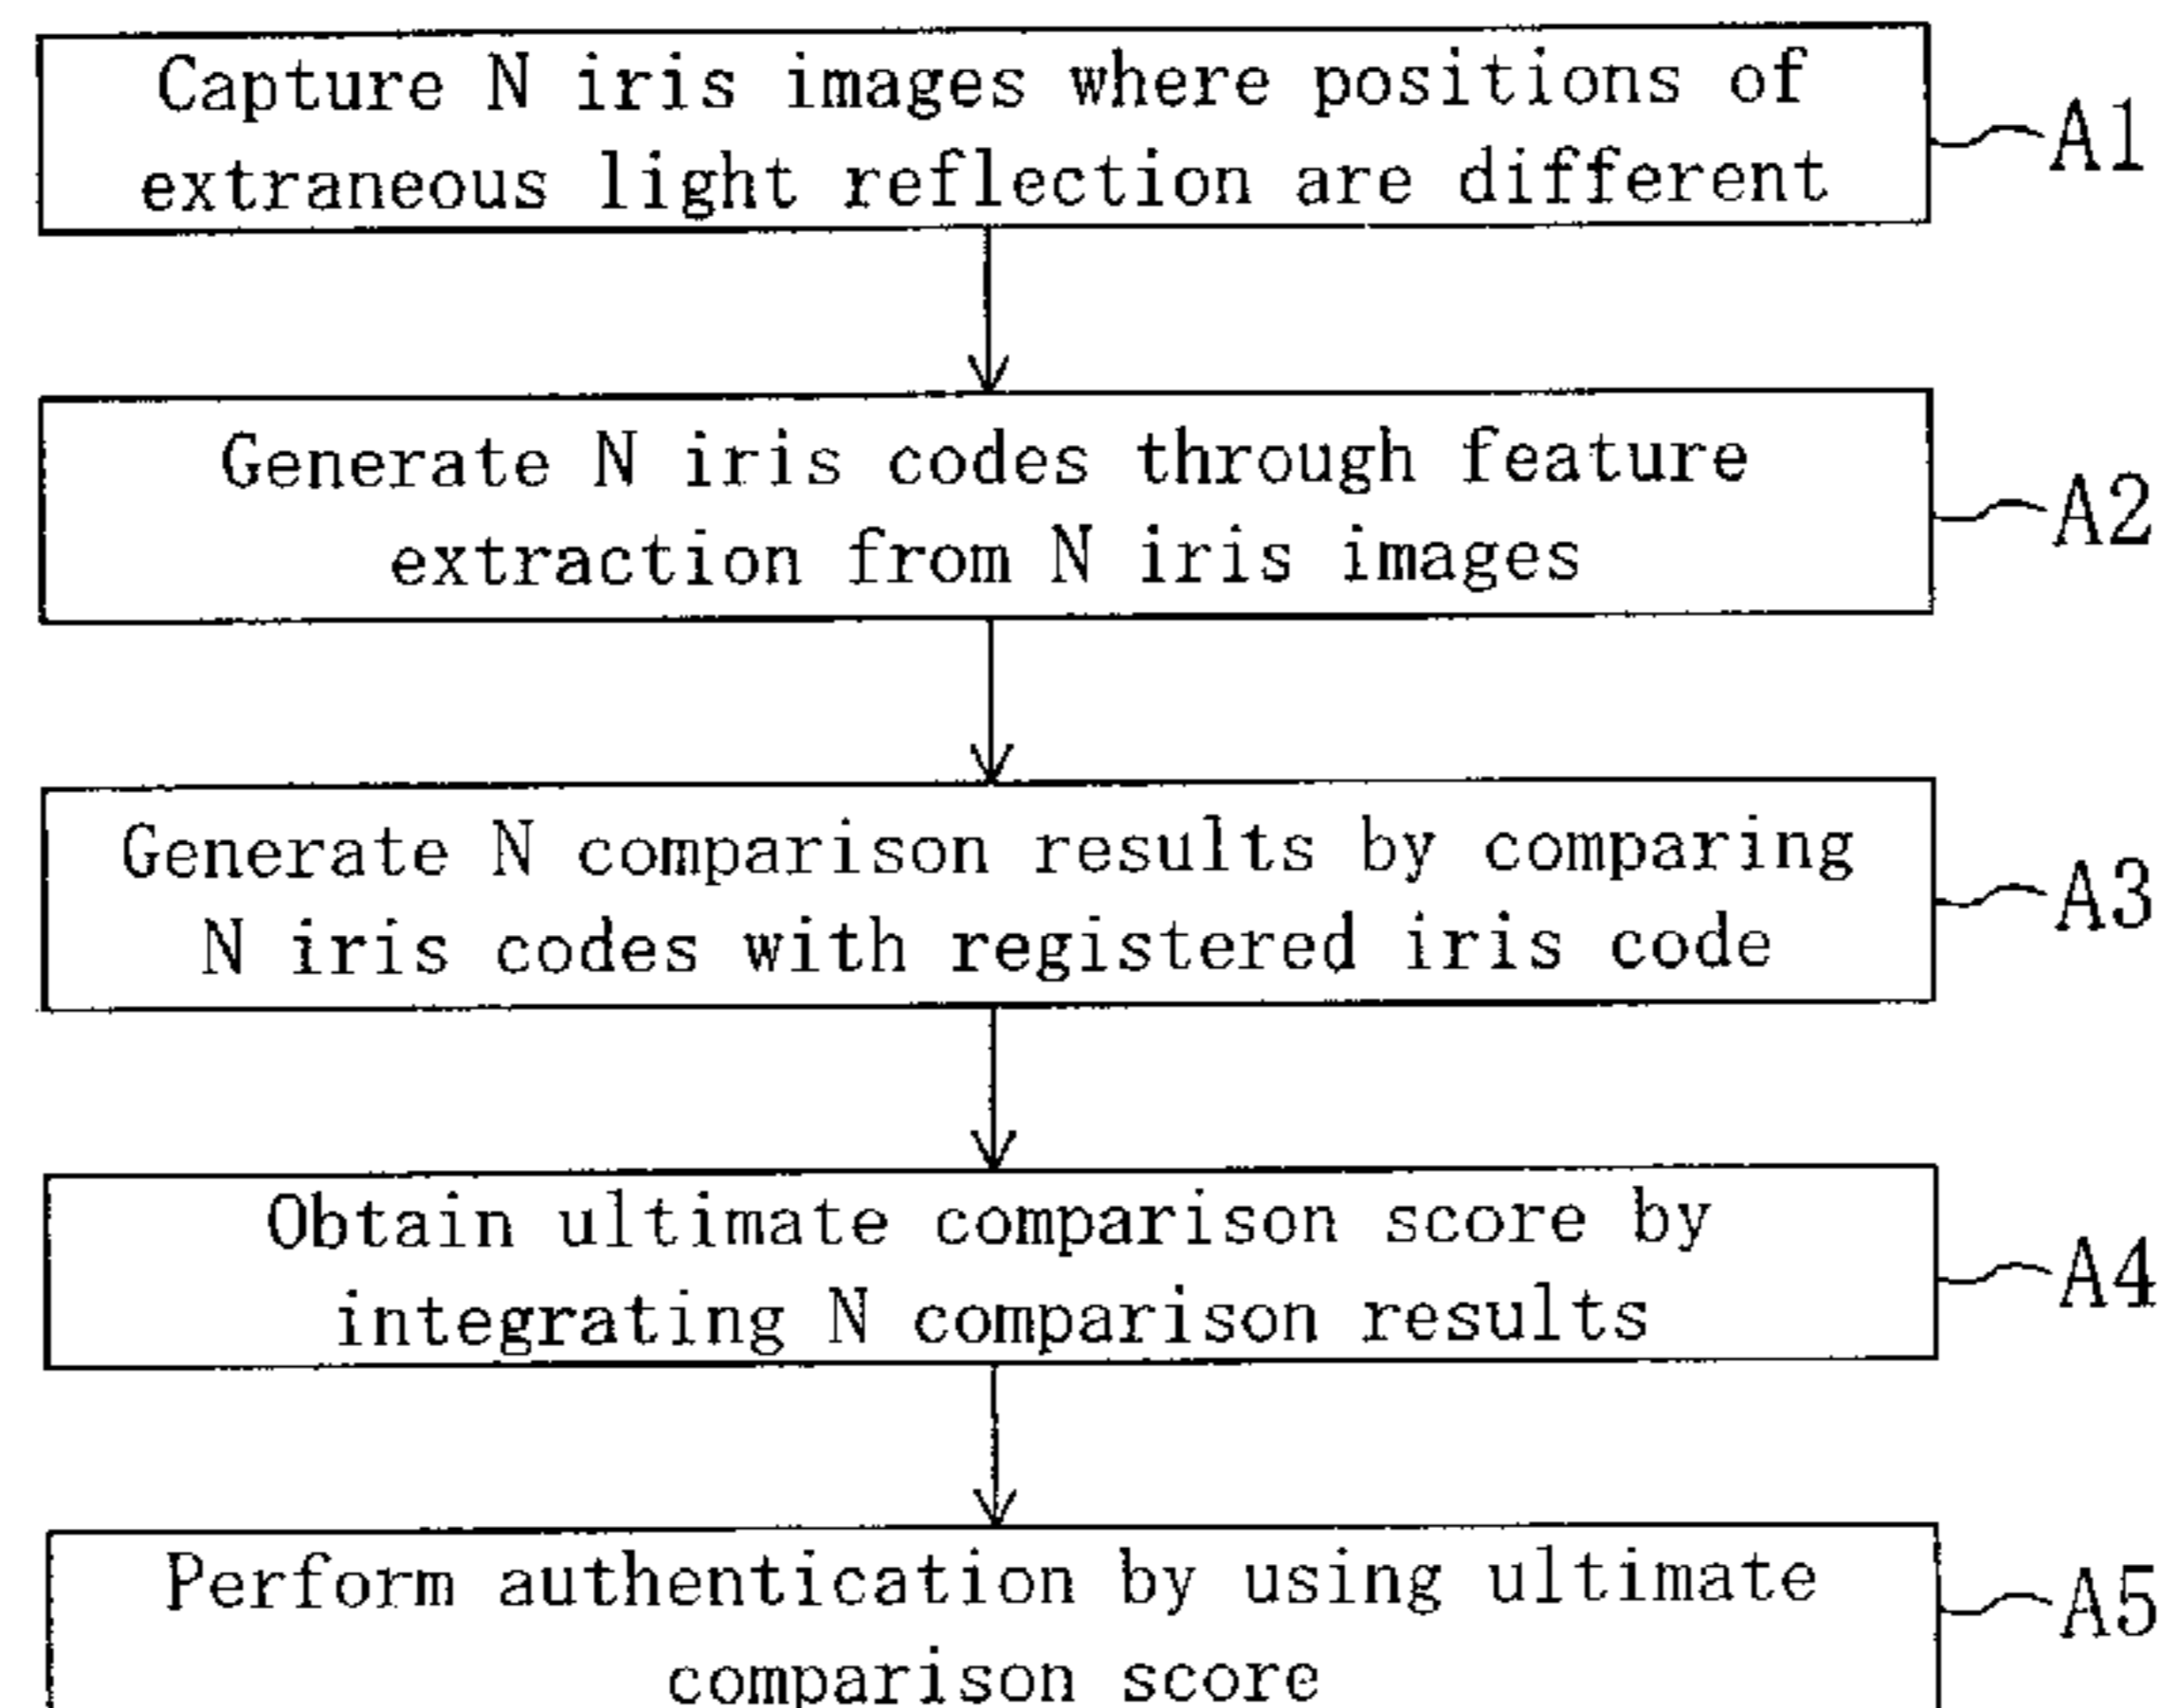 Capture N iris images where positions of
extraneous light reflection are different
A1
Generate N iris codes through feature
extraction from N iris images
A2
Generate N comparison results by comparing
N iris codes with registered iris code
A3
Obtain ultimate comparison score by
integrating N comparison results
A4
Perform authentication by using ultimate
comparison score
A5